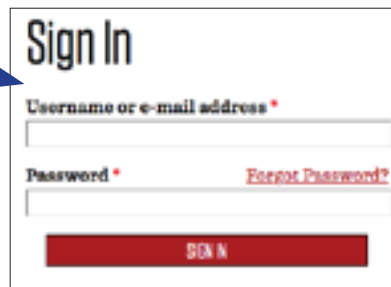 Sign In
Username or e-mail address *
Password * Forgot Password?
SIGN IN